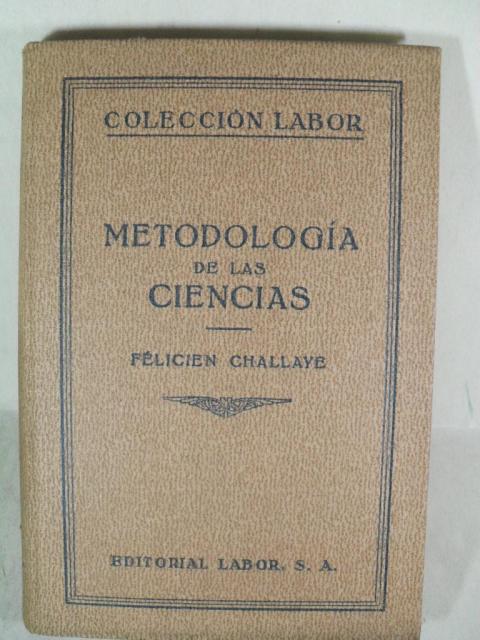 COLECCIÓN LABOR
METODOLOGÍA
DE LAS
CIENCIAS
FÉLICIEN CHALLAYE
EDITORIAL LABOR, S. A.